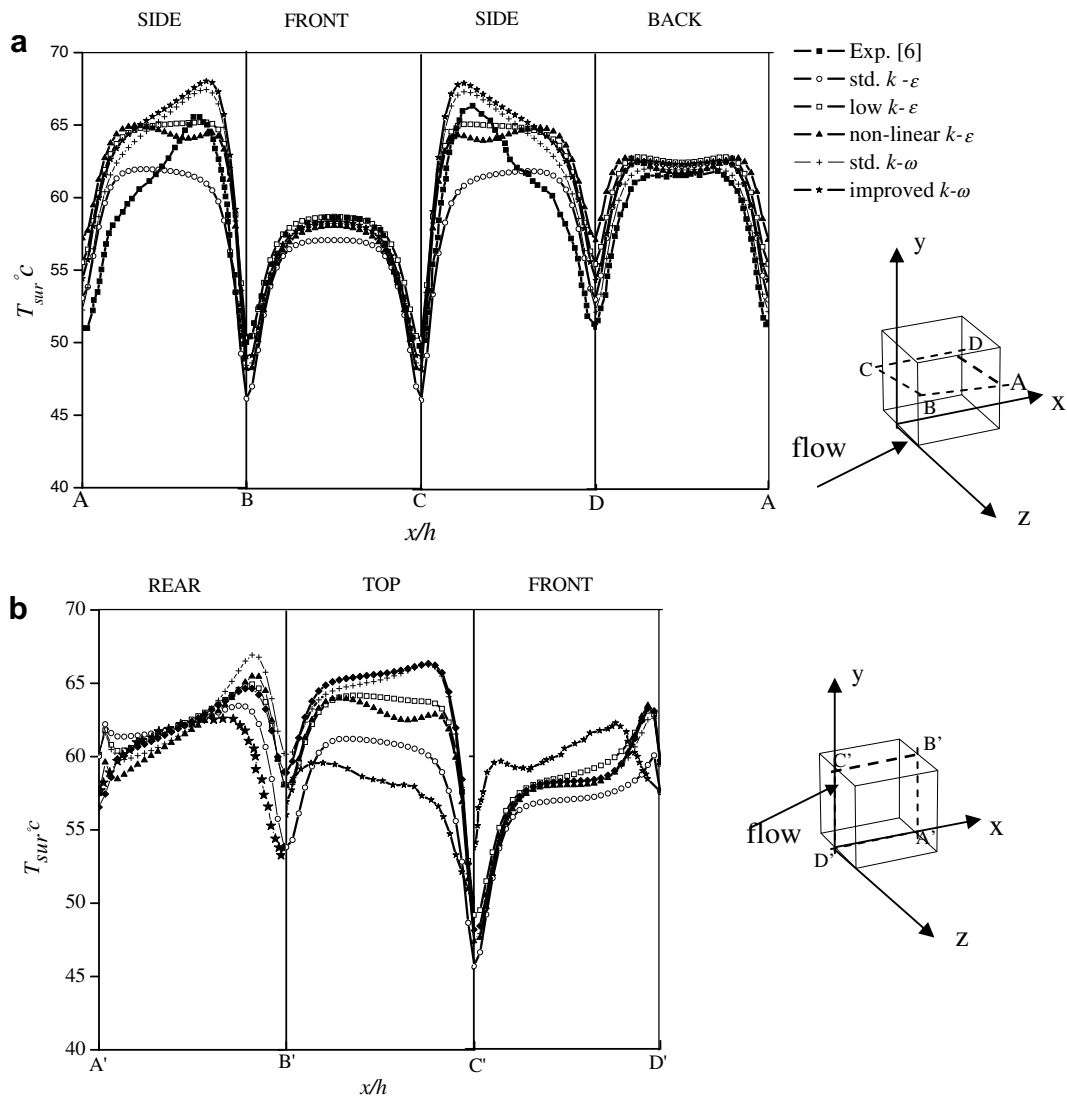 SIDE FRONT SIDE BACK
a
70
65
60
55
50
45
40
T_sur °c
A B C D A
x/h
Exp. [6]
std. k -ε
low k- ε
non-linear k- ε
std. k-ω
improved k-ω
y
D
C
A
B
x
flow
z
REAR TOP FRONT
b
70
65
60
55
50
45
40
T_sur °c
A' B' C' D'
x/h
y
B'
C'
x
flow
A'
D'
z